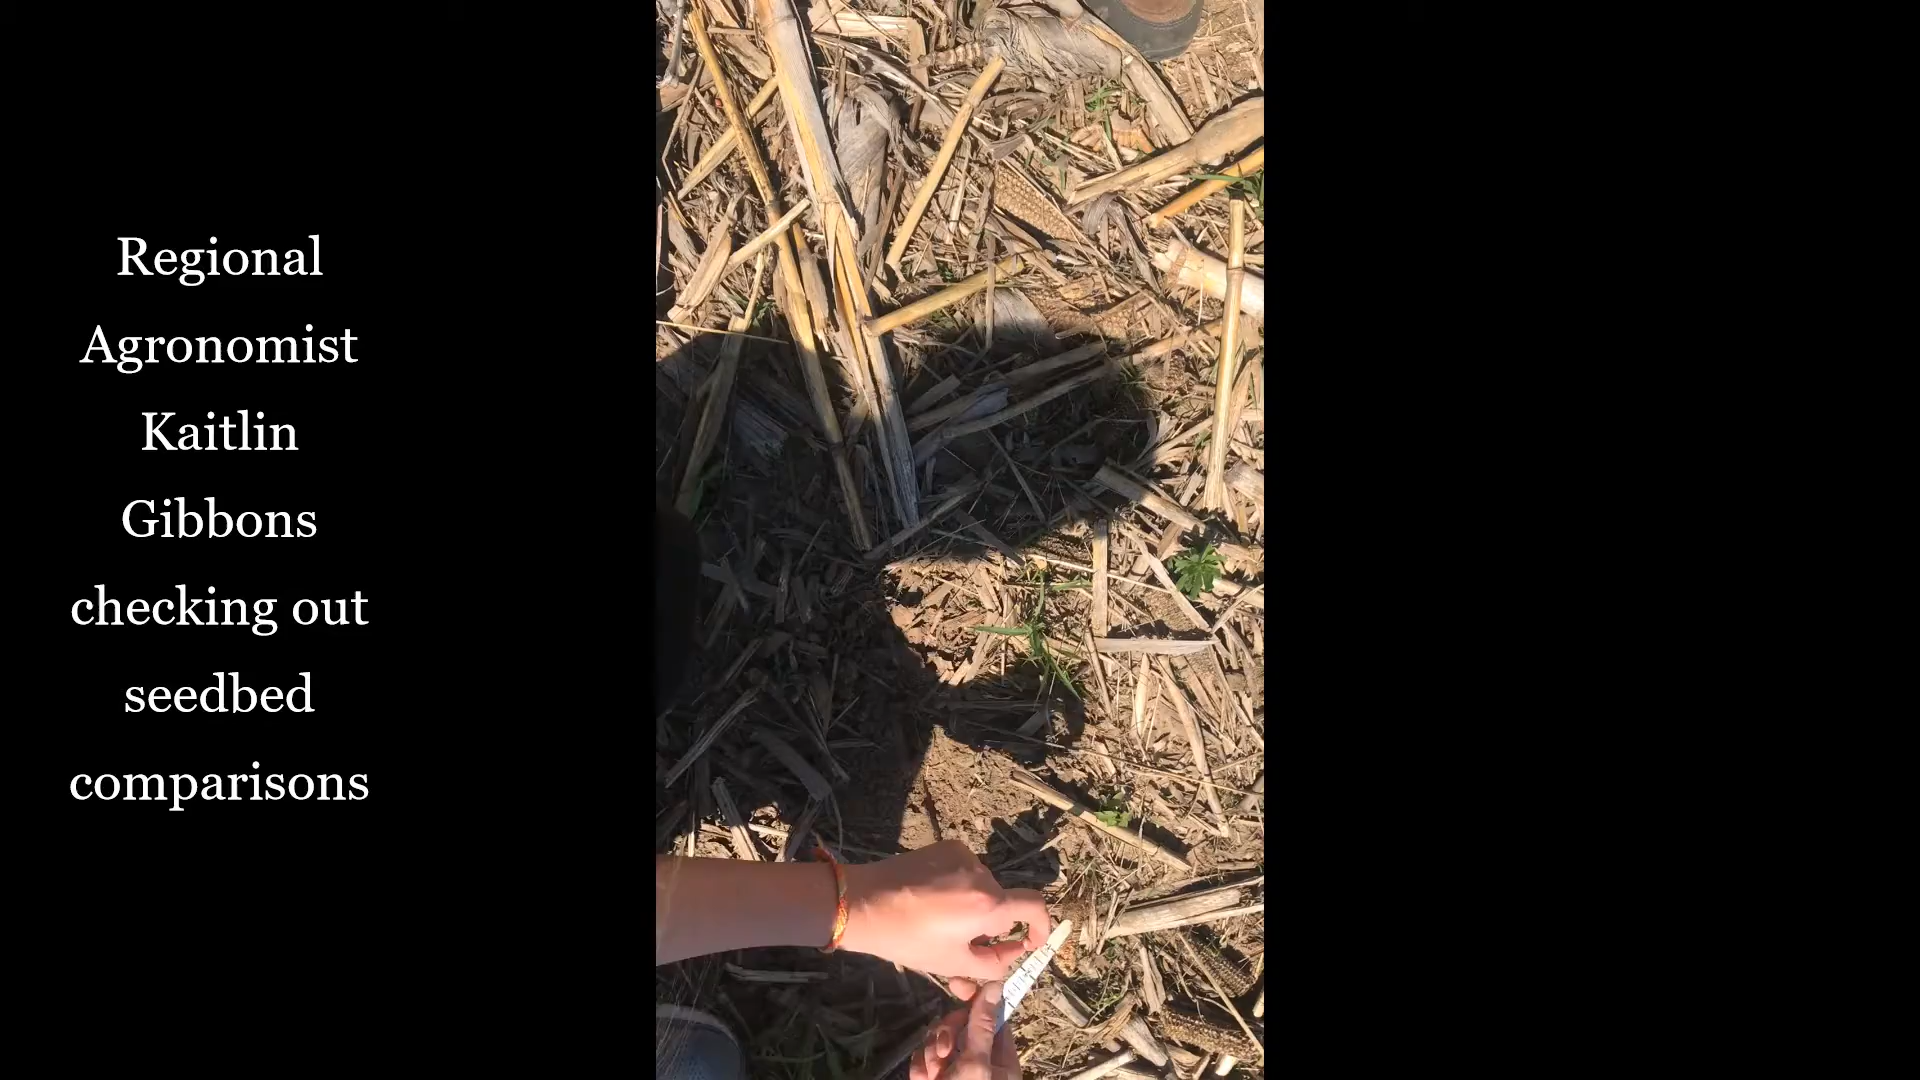 Regional
Agronomist
Kaitlin
Gibbons
checking out
seedbed
comparisons